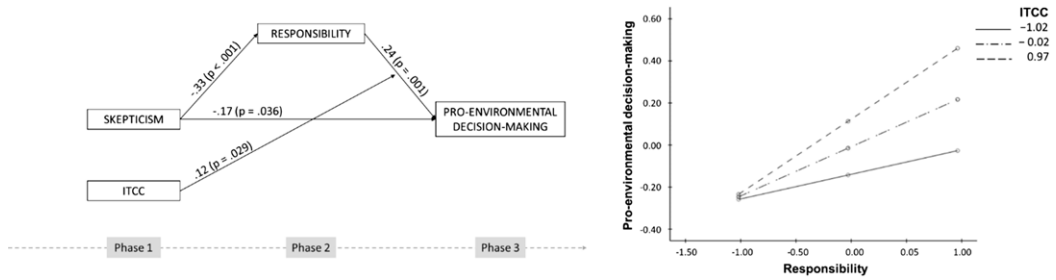 RESPONSIBILITY
-.33 (p < .001)
.24 (p = .001)
SKEPTICISM
-.17 (p = .036)
PRO-ENVIRONMENTAL
DECISION-MAKING
.12 (p = .029)
ITCC
Phase 1
Phase 2
Phase 3
Pro-environmental decision-making
0.60
0.40
0.20
0.00
-0.20
-0.40
-1.50
-1.00
-0.50
0.00
0.05
1.00
Responsibility
ITCC
−1.02
−0.02
0.97